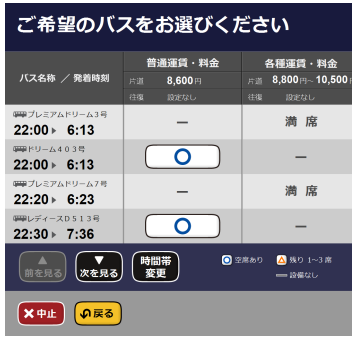 ご希望のバスをお選びください
バス名称 ／ 発着時刻
普通運賃・料金
各種運賃・料金
片道 8,600円
片道 8,800円～ 10,500
往復 設定なし
往復 設定なし
プレミアムドリーム3号
22:00 6:13 ー 満 席
ドリーム403号
22:00 6:13 ー
プレミアムドリーム7号
22:20 6:23 ー 満 席
レディースD513号
22:30 7:36 ー
▲ 前を見る
▼ 次を見る
時間帯
変更
空席あり
残り 1~3 席
設備なし
中止
戻る